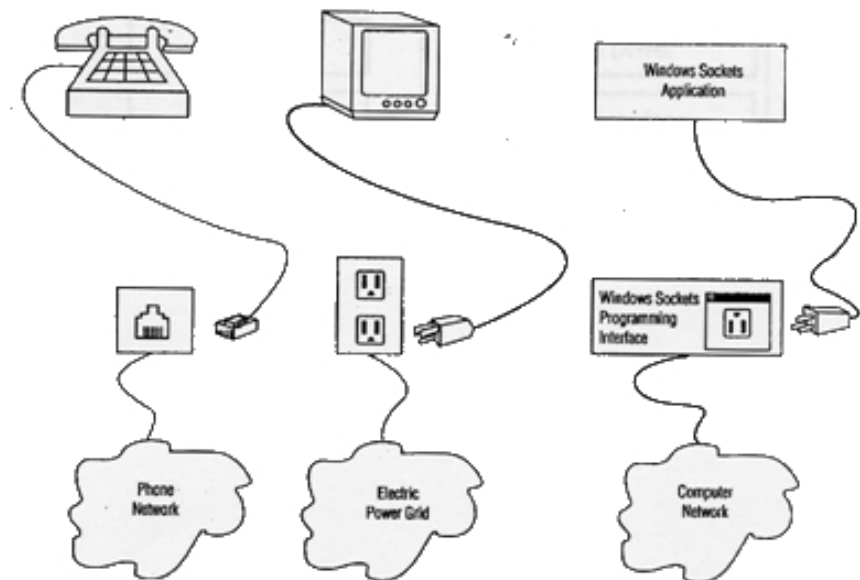 Windows Sockets
Application
Windows Sockets
Programming
Interface
Phone
Network
Electric
Power Grid
Computer
Network